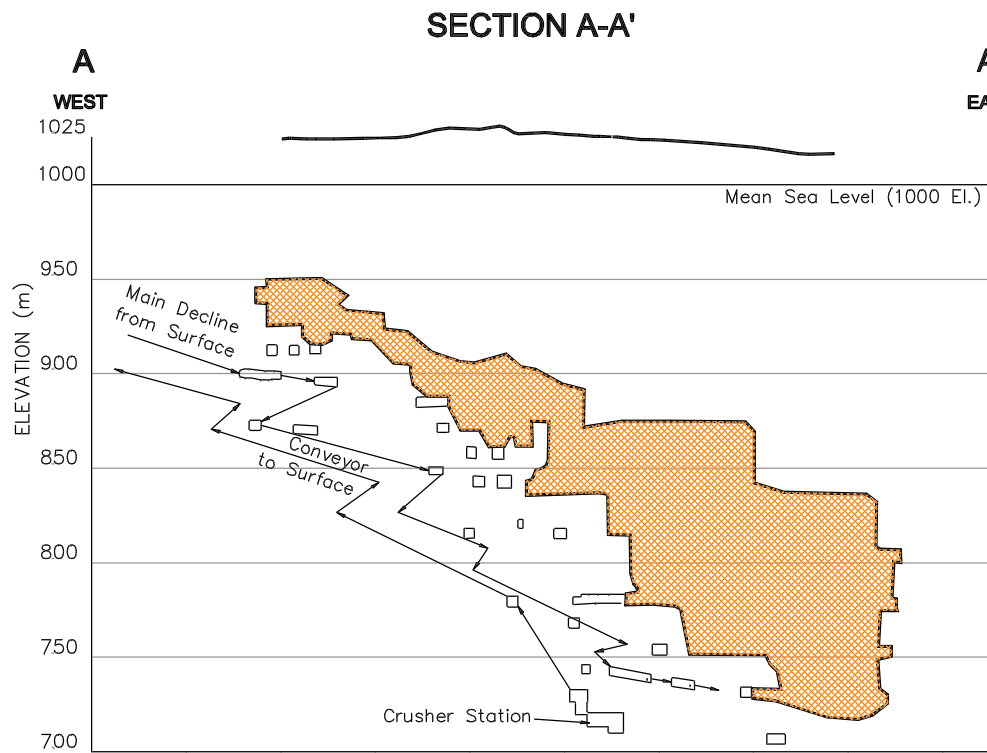 SECTION A-A'
A
WEST
A
EA
1025
1000
Mean Sea Level (1000 El.)
950
Main Decline
from Surface
900
ELEVATION (m)
850
Conveyor
to Surface
800
750
Crusher Station
700